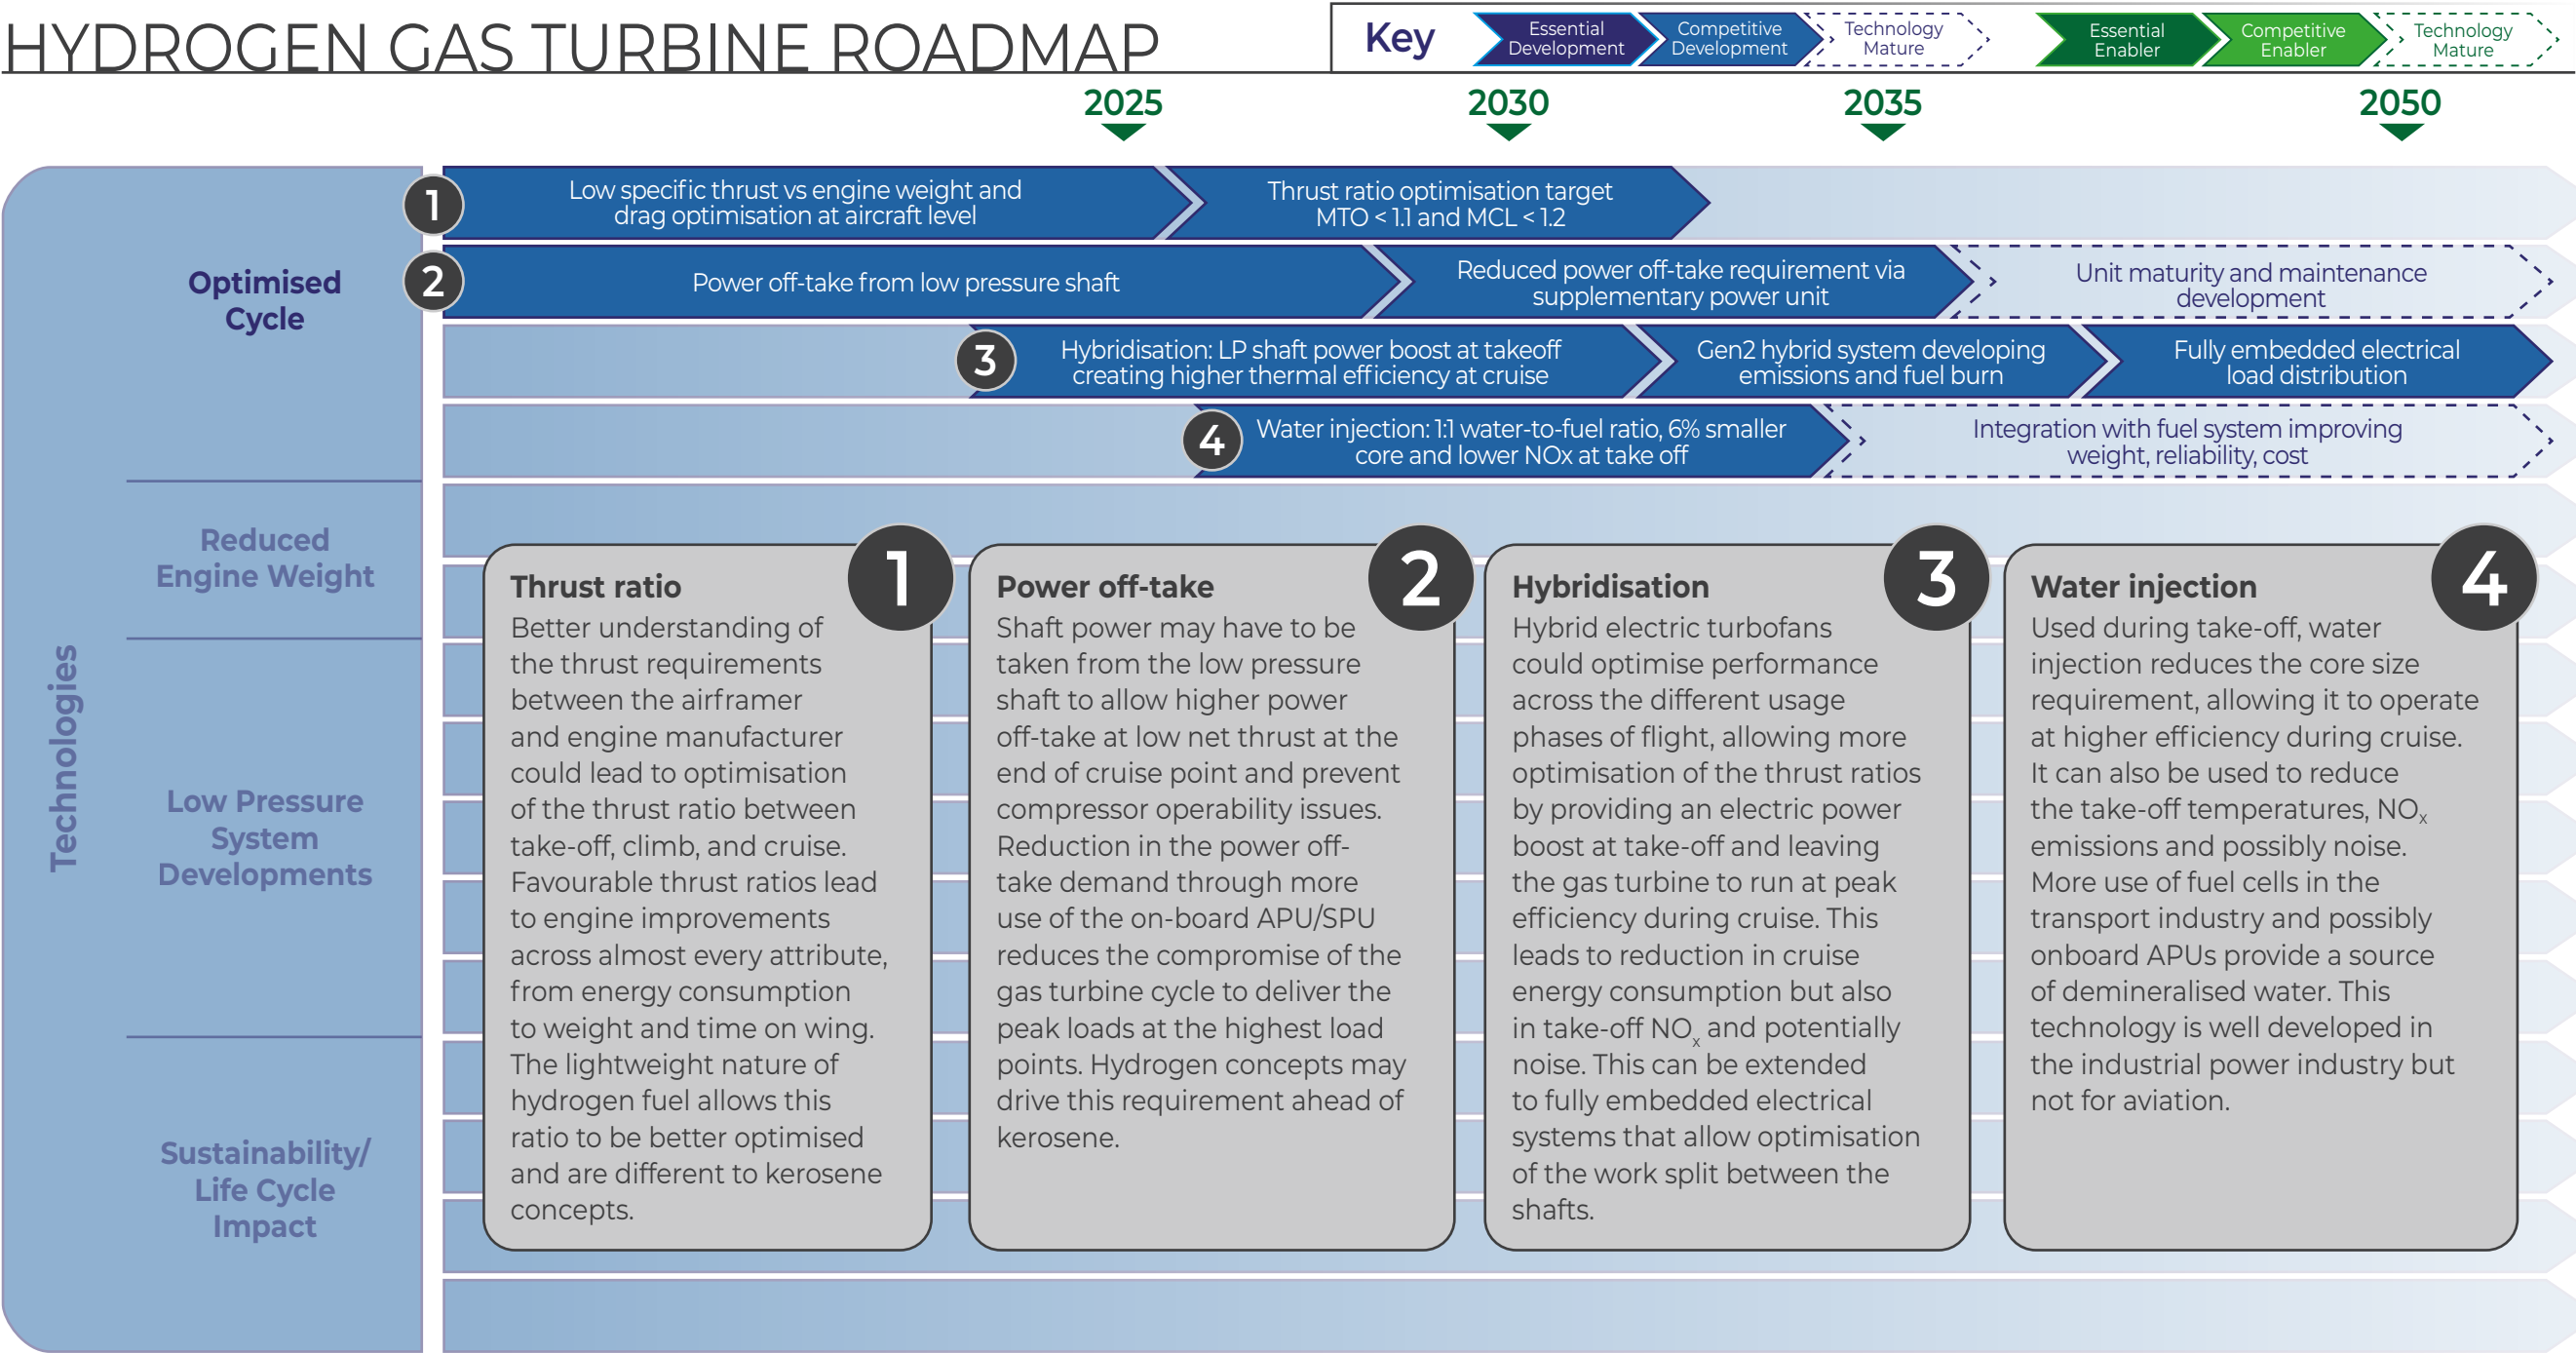 HYDROGEN GAS TURBINE ROADMAP
Key
Essential
Development
Competitive
Development
Technology
Mature
Essential
Enabler
Competitive
Enabler
Technology
Mature
2025
2030
2035
2050
Technologies
Optimised
Cycle
1
Low specific thrust vs engine weight and
drag optimisation at aircraft level
Thrust ratio optimisation target
MTO < 1.1 and MCL < 1.2
2
Power off-take from low pressure shaft
Reduced power off-take requirement via
supplementary power unit
Unit maturity and maintenance
development
3
Hybridisation: LP shaft power boost at takeoff
creating higher thermal efficiency at cruise
Gen2 hybrid system developing
emissions and fuel burn
Fully embedded electrical
load distribution
4
Water injection: 1:1 water-to-fuel ratio, 6% smaller
core and lower NOx at take off
Integration with fuel system improving
weight, reliability, cost
Reduced
Engine Weight
Low Pressure
System
Developments
Sustainability/
Life Cycle
Impact
1
Thrust ratio
Better understanding of
the thrust requirements
between the airframer
and engine manufacturer
could lead to optimisation
of the thrust ratio between
take-off, climb, and cruise.
Favourable thrust ratios lead
to engine improvements
across almost every attribute,
from energy consumption
to weight and time on wing.
The lightweight nature of
hydrogen fuel allows this
ratio to be better optimised
and are different to kerosene
concepts.
2
Power off-take
Shaft power may have to be
taken from the low pressure
shaft to allow higher power
off-take at low net thrust at the
end of cruise point and prevent
compressor operability issues.
Reduction in the power off-
take demand through more
use of the on-board APU/SPU
reduces the compromise of the
gas turbine cycle to deliver the
peak loads at the highest load
points. Hydrogen concepts may
drive this requirement ahead of
kerosene.
3
Hybridisation
Hybrid electric turbofans
could optimise performance
across the different usage
phases of flight, allowing more
optimisation of the thrust ratios
by providing an electric power
boost at take-off and leaving
the gas turbine to run at peak
efficiency during cruise. This
leads to reduction in cruise
energy consumption but also
in take-off NOx and potentially
noise. This can be extended
to fully embedded electrical
systems that allow optimisation
of the work split between the
shafts.
4
Water injection
Used during take-off, water
injection reduces the core size
requirement, allowing it to operate
at higher efficiency during cruise.
It can also be used to reduce
the take-off temperatures, NOx
emissions and possibly noise.
More use of fuel cells in the
transport industry and possibly
onboard APUs provide a source
of demineralised water. This
technology is well developed in
the industrial power industry but
not for aviation.